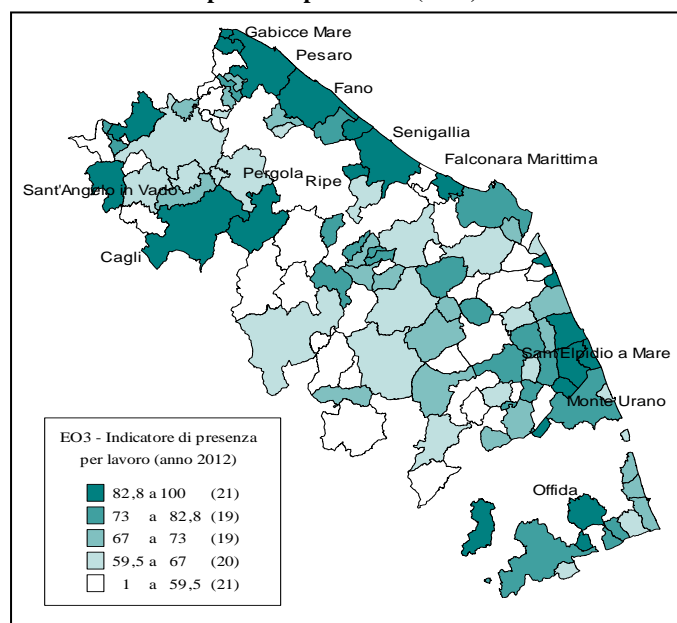 Gabicce Mare
Pesaro
Fano
Senigallia
Falconara Marittima
Pergola
Ripe
Sant'Angelo in Vado
Cagli
Sant'Elpidio a Mare
Monte Urano
Offida
EO3 - Indicatore di presenza
per lavoro (anno 2012)
82,8 a 100 (21)
73 a 82,8 (19)
67 a 73 (19)
59,5 a 67 (20)
1 a 59,5 (21)